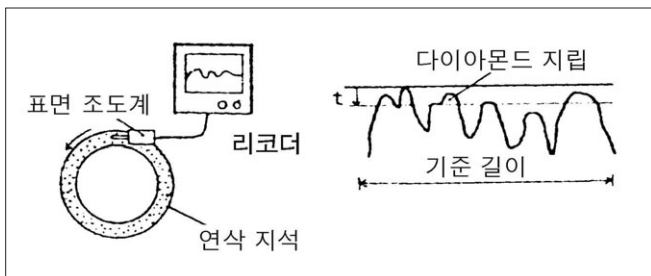 표면 조도계
리코더
연삭 지석
다이아몬드 지립
t
기준 길이